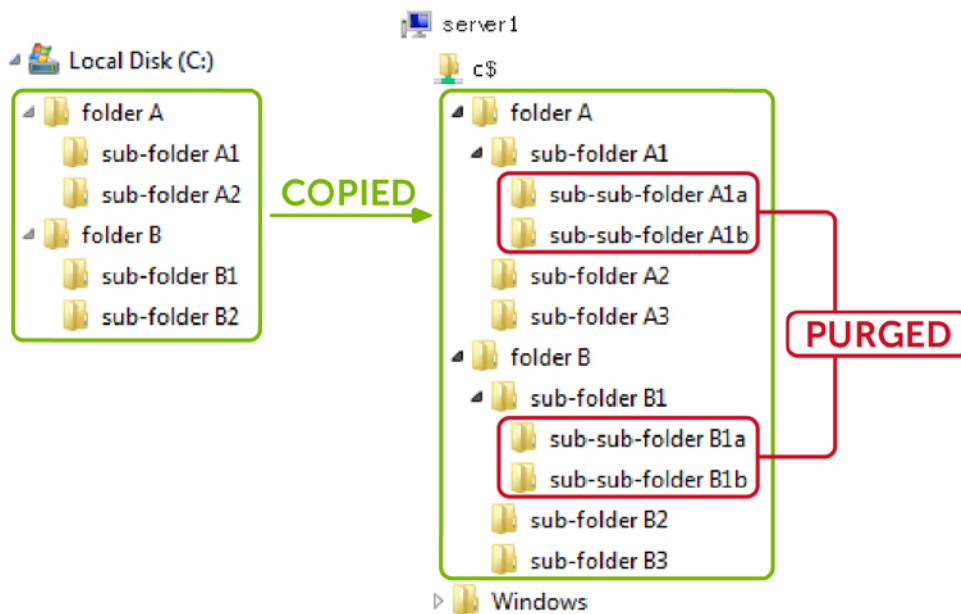 Local Disk (C:)
folder A
sub-folder A1
sub-folder A2
folder B
sub-folder B1
sub-folder B2
COPIED
server1
c$
folder A
sub-folder A1
sub-sub-folder A1a
sub-sub-folder A1b
sub-folder A2
sub-folder A3
folder B
sub-folder B1
sub-sub-folder B1a
sub-sub-folder B1b
sub-folder B2
sub-folder B3
Windows
PURGED